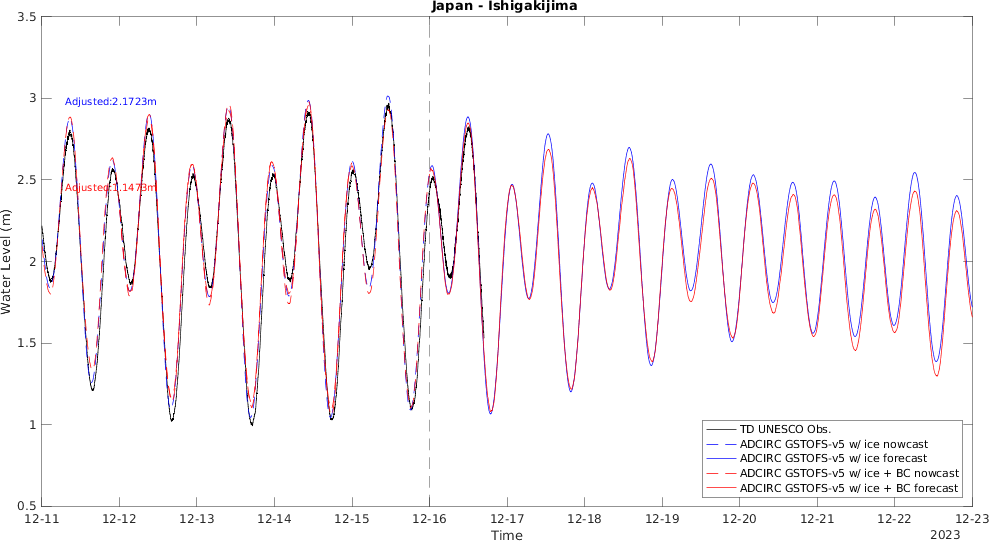 Japan - Ishigakijima
3.5
3
2.5
2
1.5
1
0.5
Water Level (m)
Adjusted:2.1723m
Adjusted:1.1473m
TD UNESCO Obs.
ADCIRC GSTOFS-v5 w/ ice nowcast
ADCIRC GSTOFS-v5 w/ ice forecast
ADCIRC GSTOFS-v5 w/ ice + BC nowcast
ADCIRC GSTOFS-v5 w/ ice + BC forecast
12-11 12-12 12-13 12-14 12-15 12-16 12-17 12-18 12-19 12-20 12-21 12-22 12-23
Time
2023